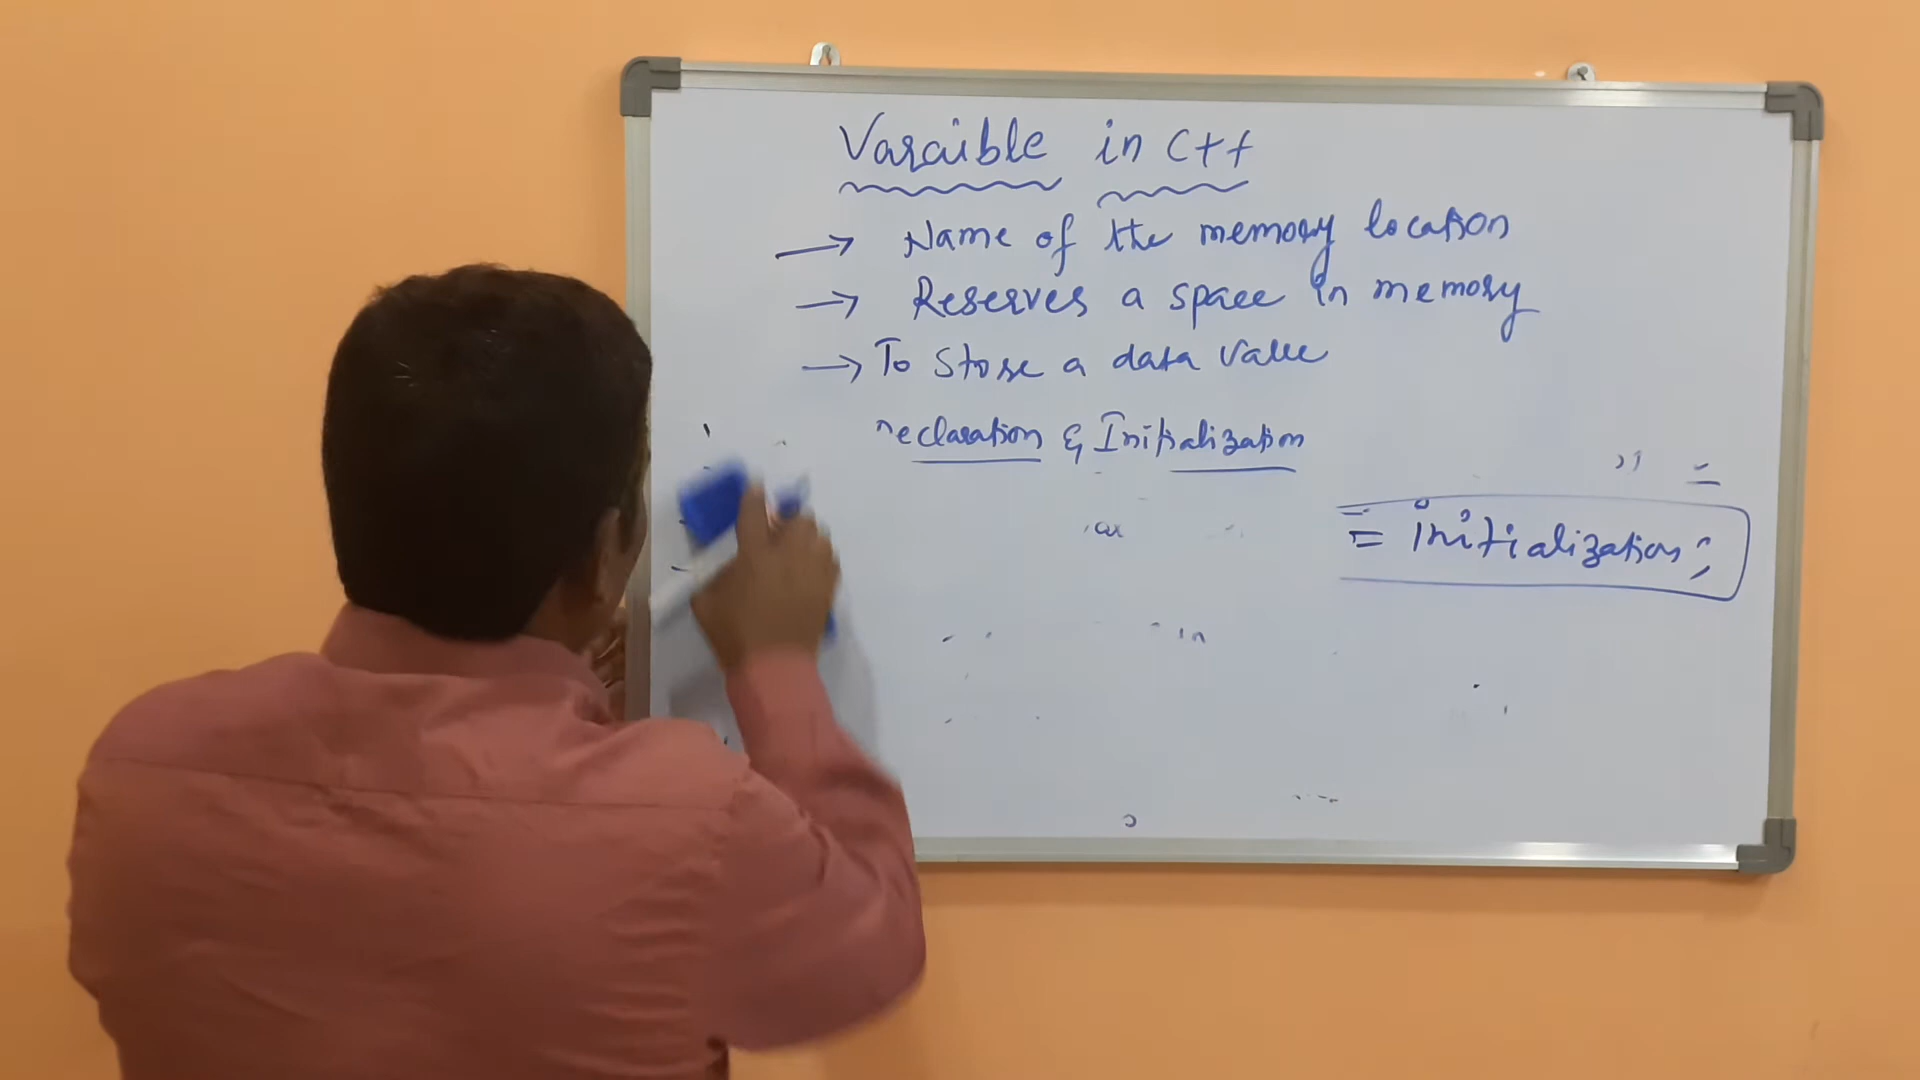 Varaible in C++
→ Name of the memory location
→ Reserves a space in memory
→ To Store a data Value
eclaration & Initialization
= initialization;